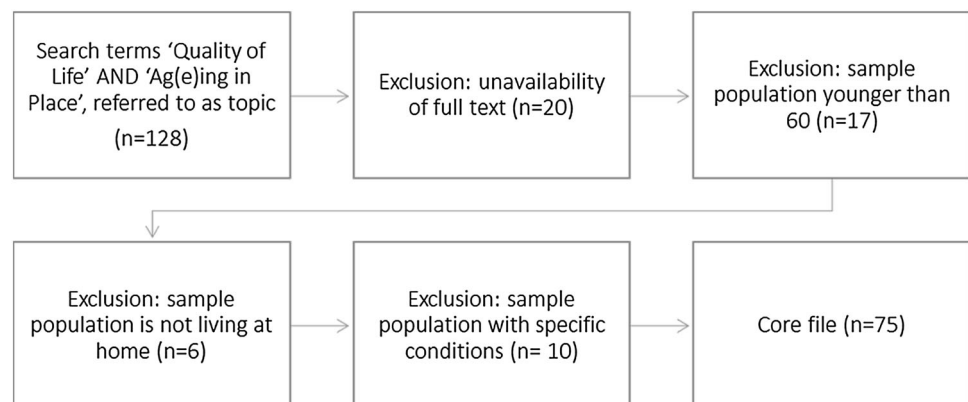 Search terms ‘Quality of
Life’ AND ‘Ag(e)ing in
Place’, referred to as topic
(n=128)
Exclusion: unavailability
of full text (n=20)
Exclusion: sample
population younger than
60 (n=17)
Exclusion: sample
population is not living at
home (n=6)
Exclusion: sample
population with specific
conditions (n= 10)
Core file (n=75)